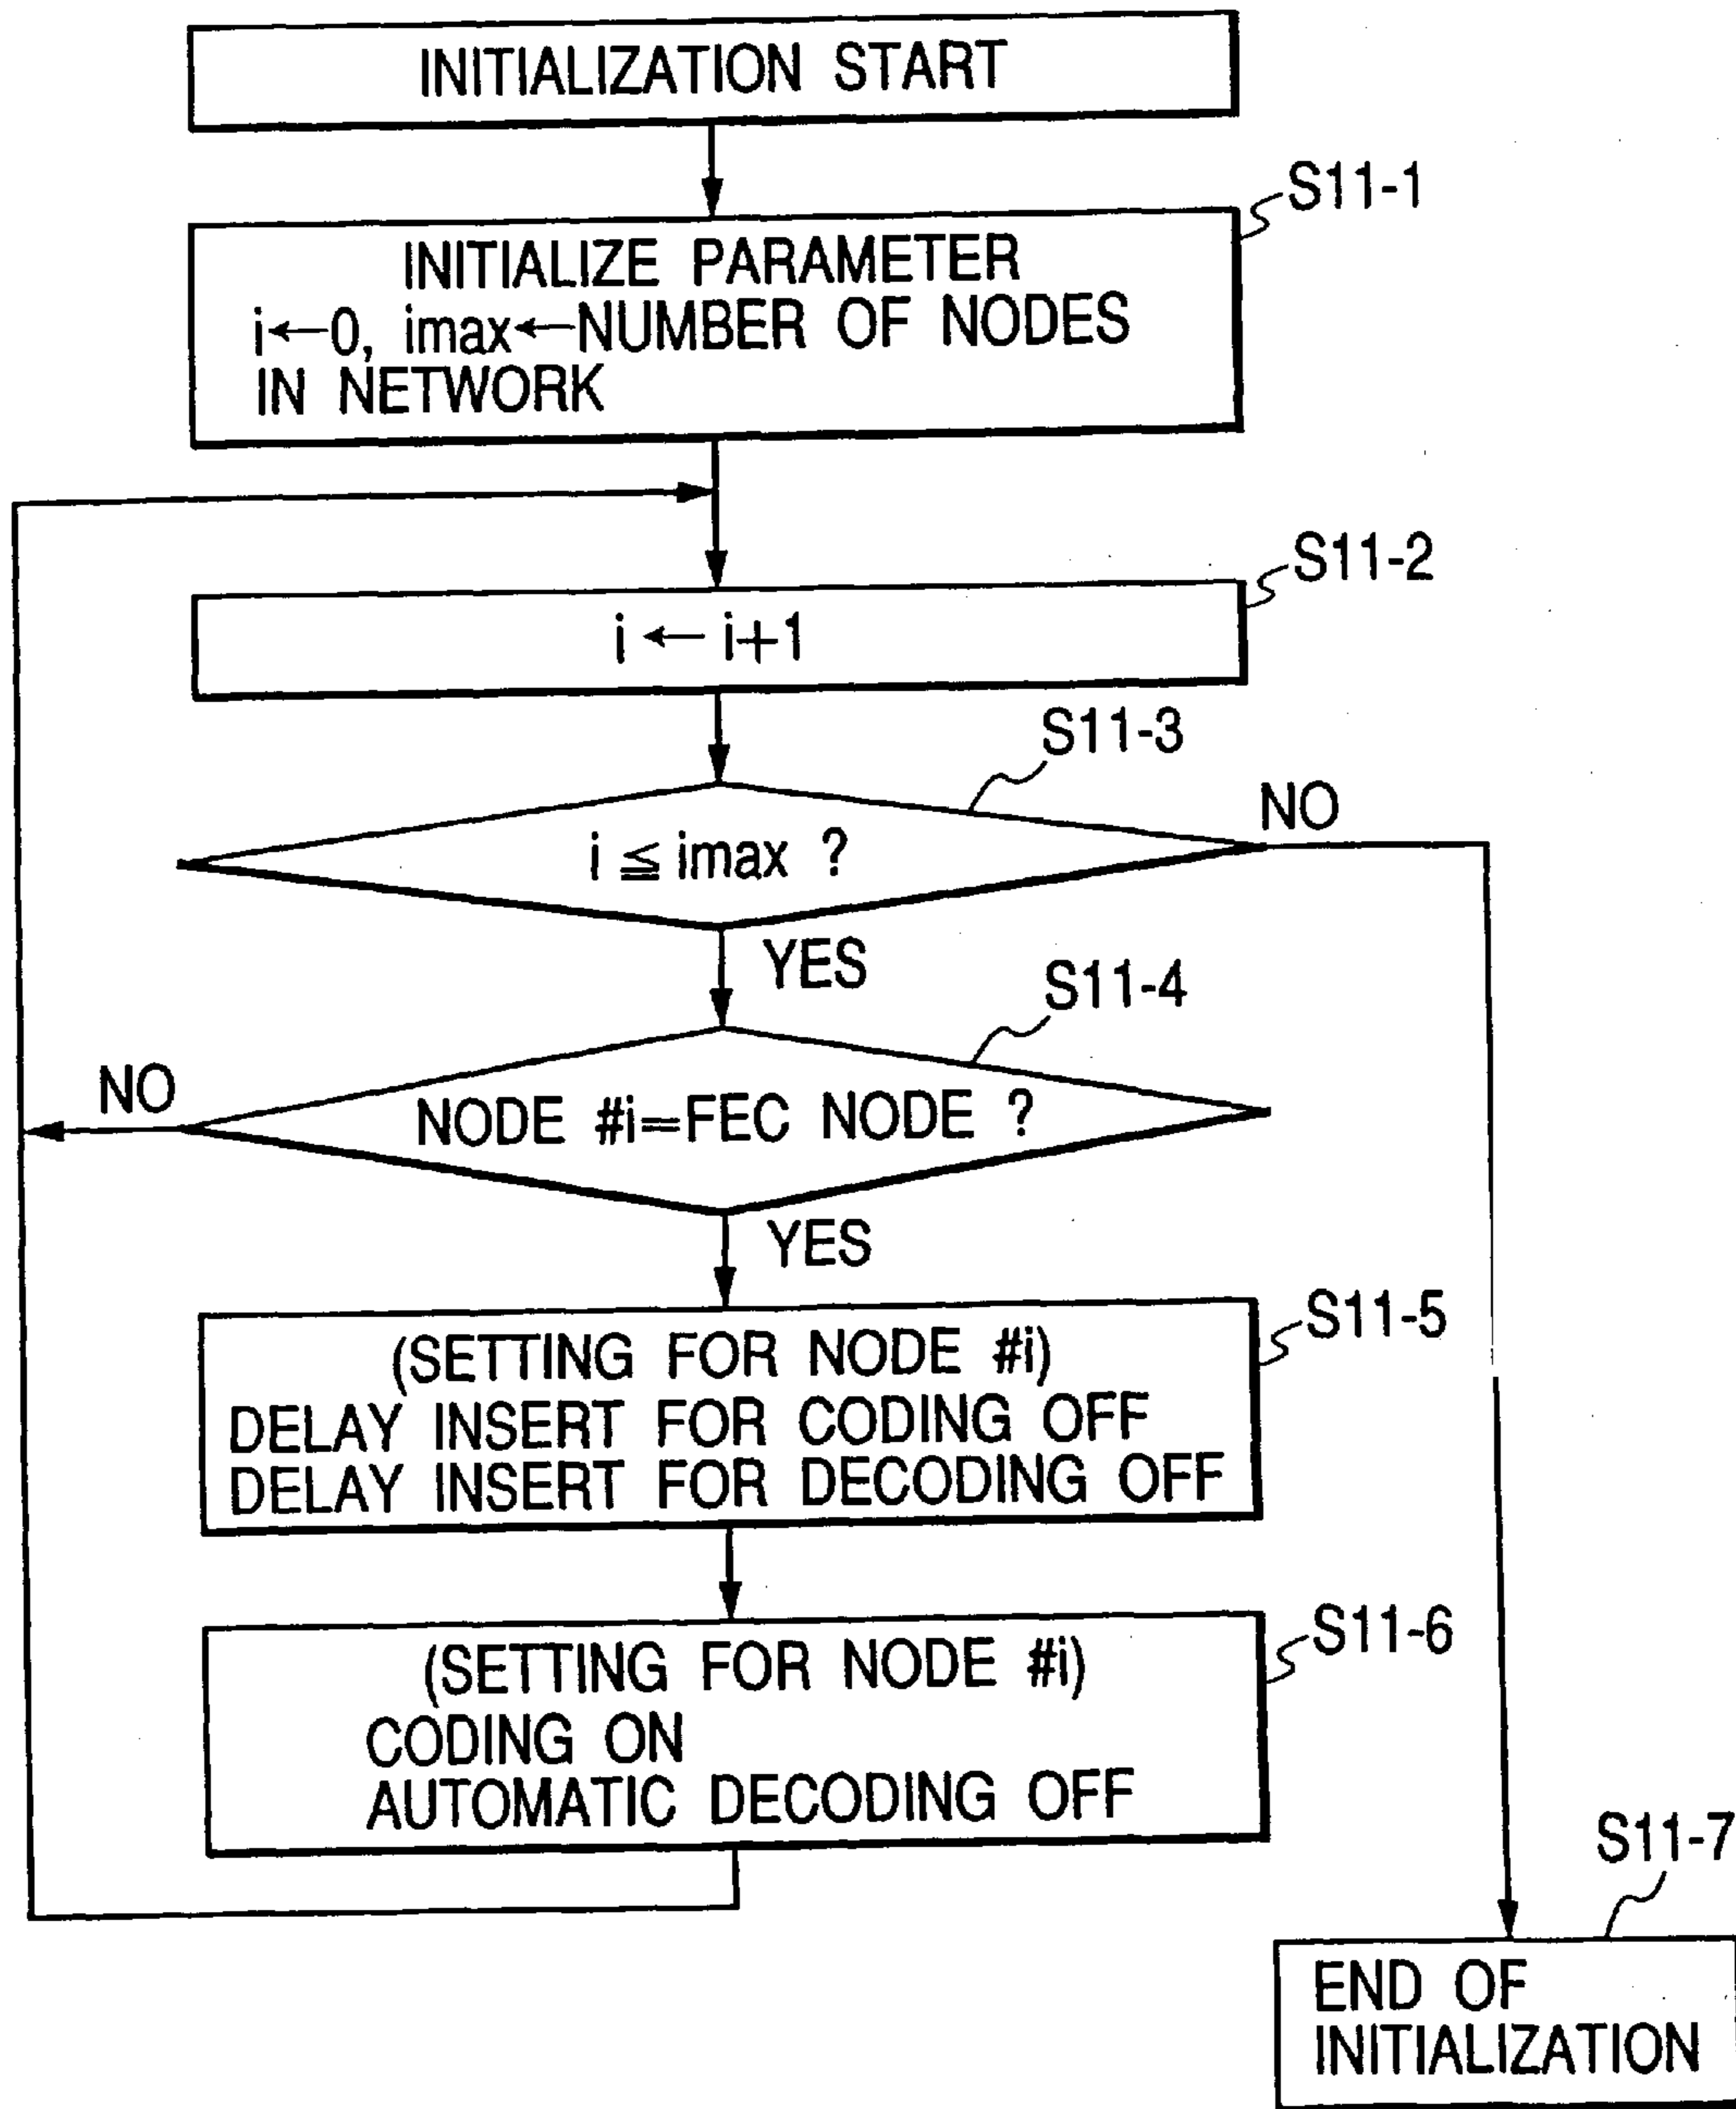 INITIALIZATION START
S11-1
INITIALIZE PARAMETER
i←0, imax←NUMBER OF NODES
IN NETWORK
S11-2
i ← i+1
S11-3
NO
i ≦ imax ?
YES
S11-4
NO
NODE #i=FEC NODE ?
YES
S11-5
(SETTING FOR NODE #i)
DELAY INSERT FOR CODING OFF
DELAY INSERT FOR DECODING OFF
S11-6
(SETTING FOR NODE #i)
CODING ON
AUTOMATIC DECODING OFF
S11-7
END OF
INITIALIZATION